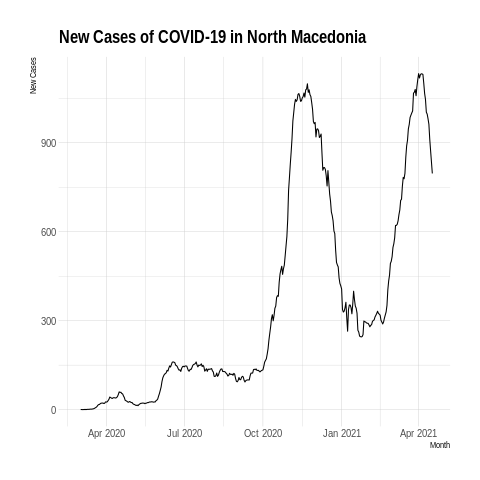 New Cases of COVID-19 in North Macedonia
New Cases
900
600
300
0
Apr 2020 Jul 2020 Oct 2020 Jan 2021 Apr 2021
Month